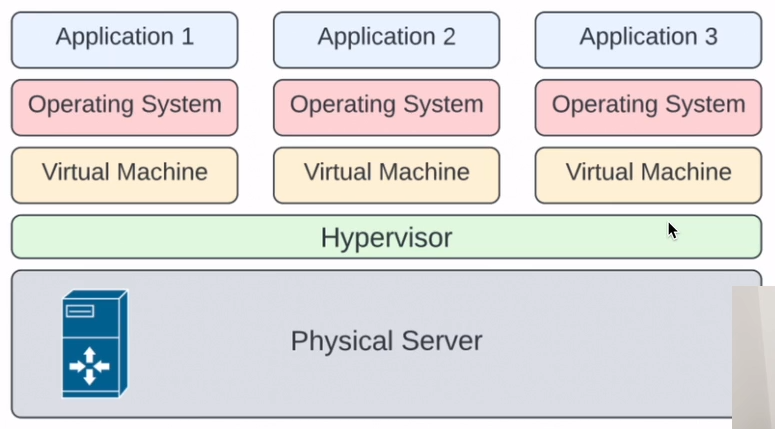 Application 1
Application 2
Application 3
Operating System
Operating System
Operating System
Virtual Machine
Virtual Machine
Virtual Machine
Hypervisor
Physical Server